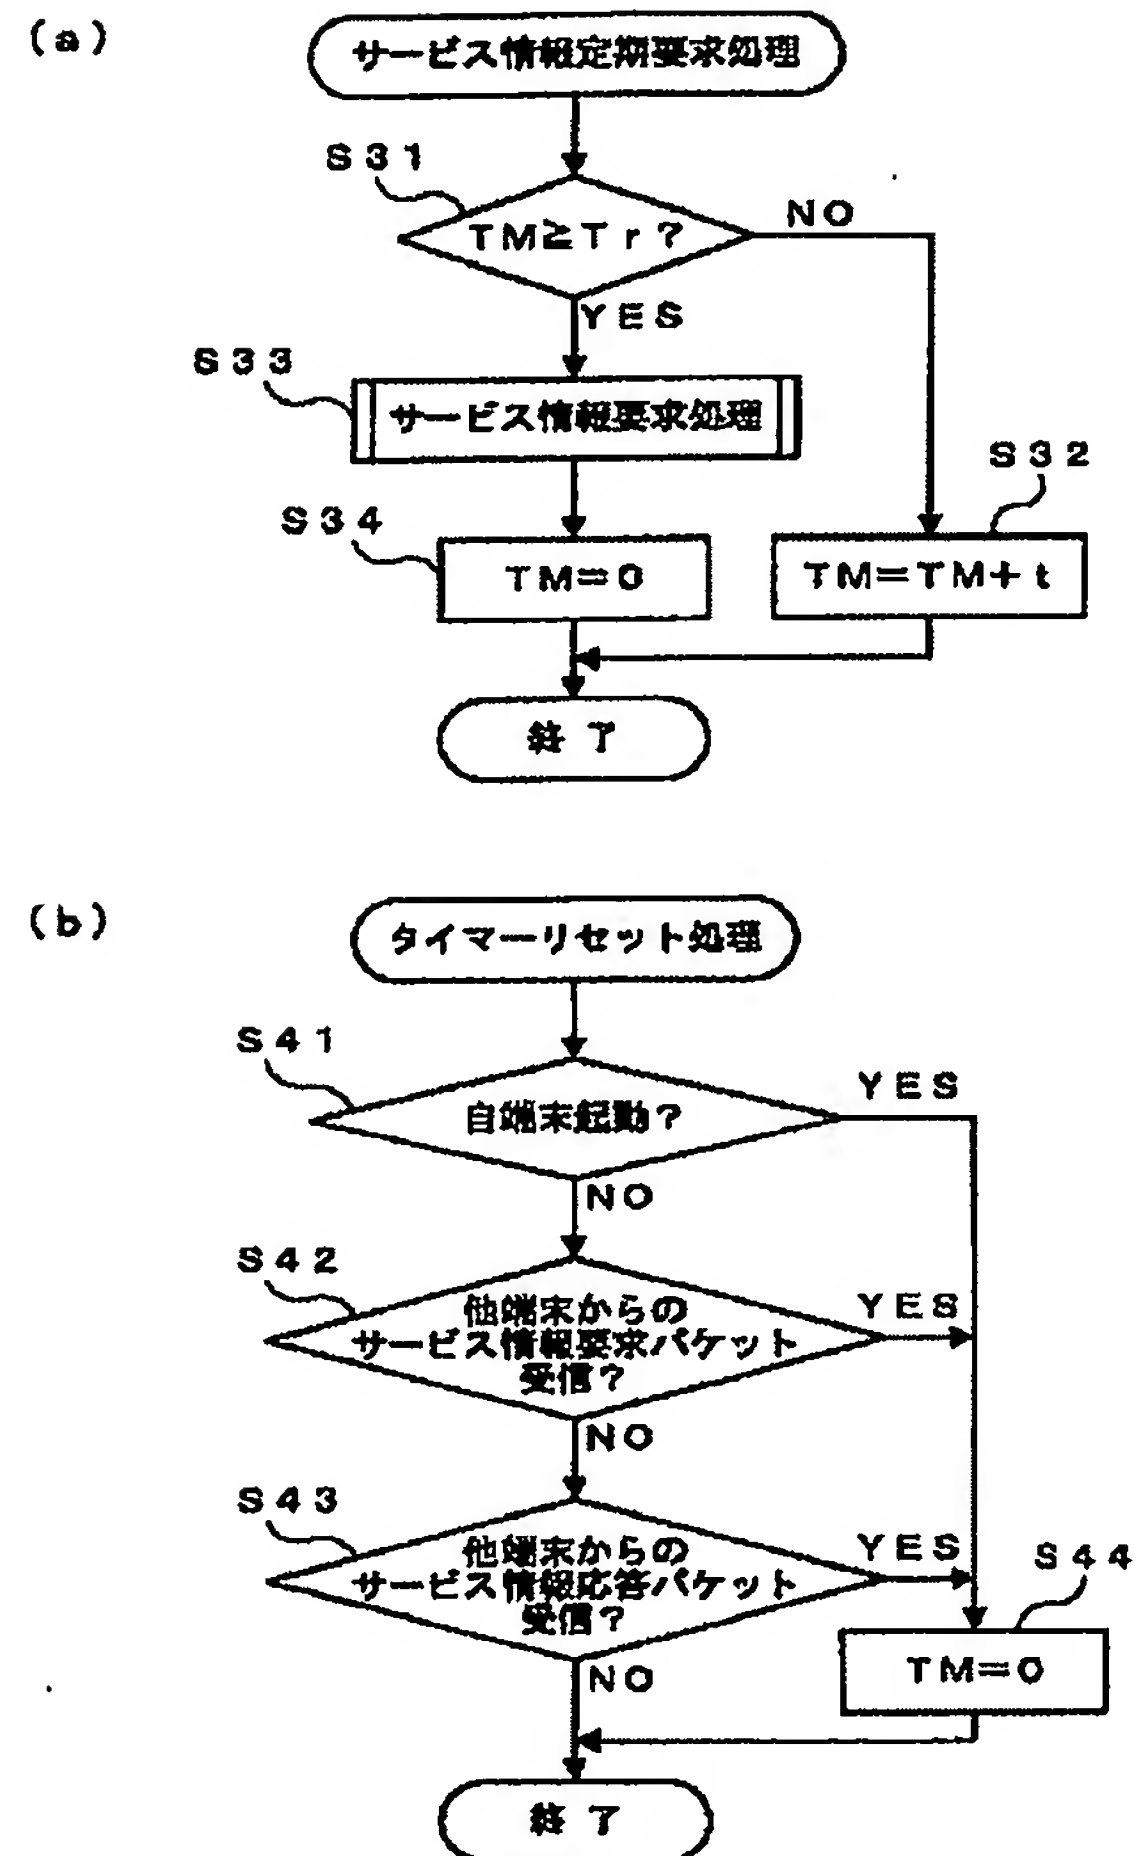 (a)
サービス情報定期要求処理
S31
TM≧Tr?
NO
YES
S33
サービス情報要求処理
S32
S34
TM=0
TM=TM+t
終了
(b)
タイマーリセット処理
S41
自端末起動?
YES
NO
S42
他端末からの
サービス情報要求パケット
受信?
YES
NO
S43
他端末からの
サービス情報応答パケット
受信?
YES
S44
NO
TM=0
終了